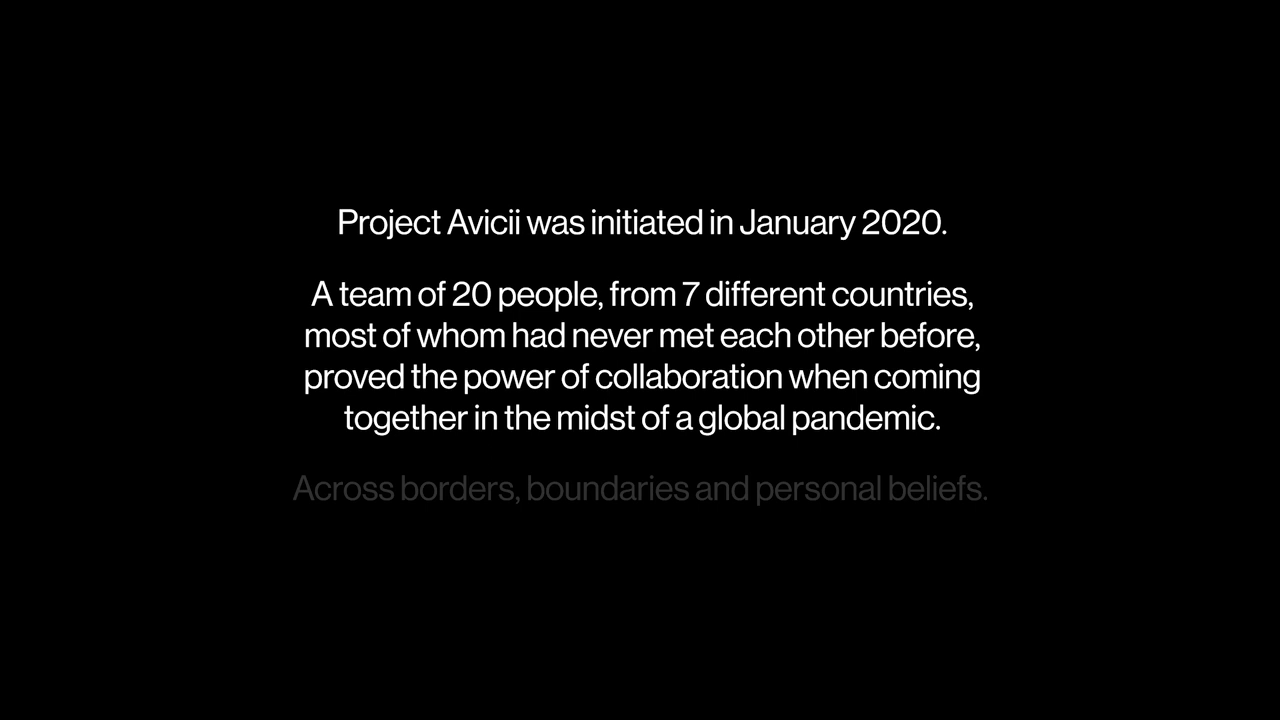 Project Avicii was initiated in January 2020.
A team of 20 people, from 7 different countries,
most of whom had never met each other before,
proved the power of collaboration when coming
together in the midst of a global pandemic.
Across borders, boundaries and personal beliefs.